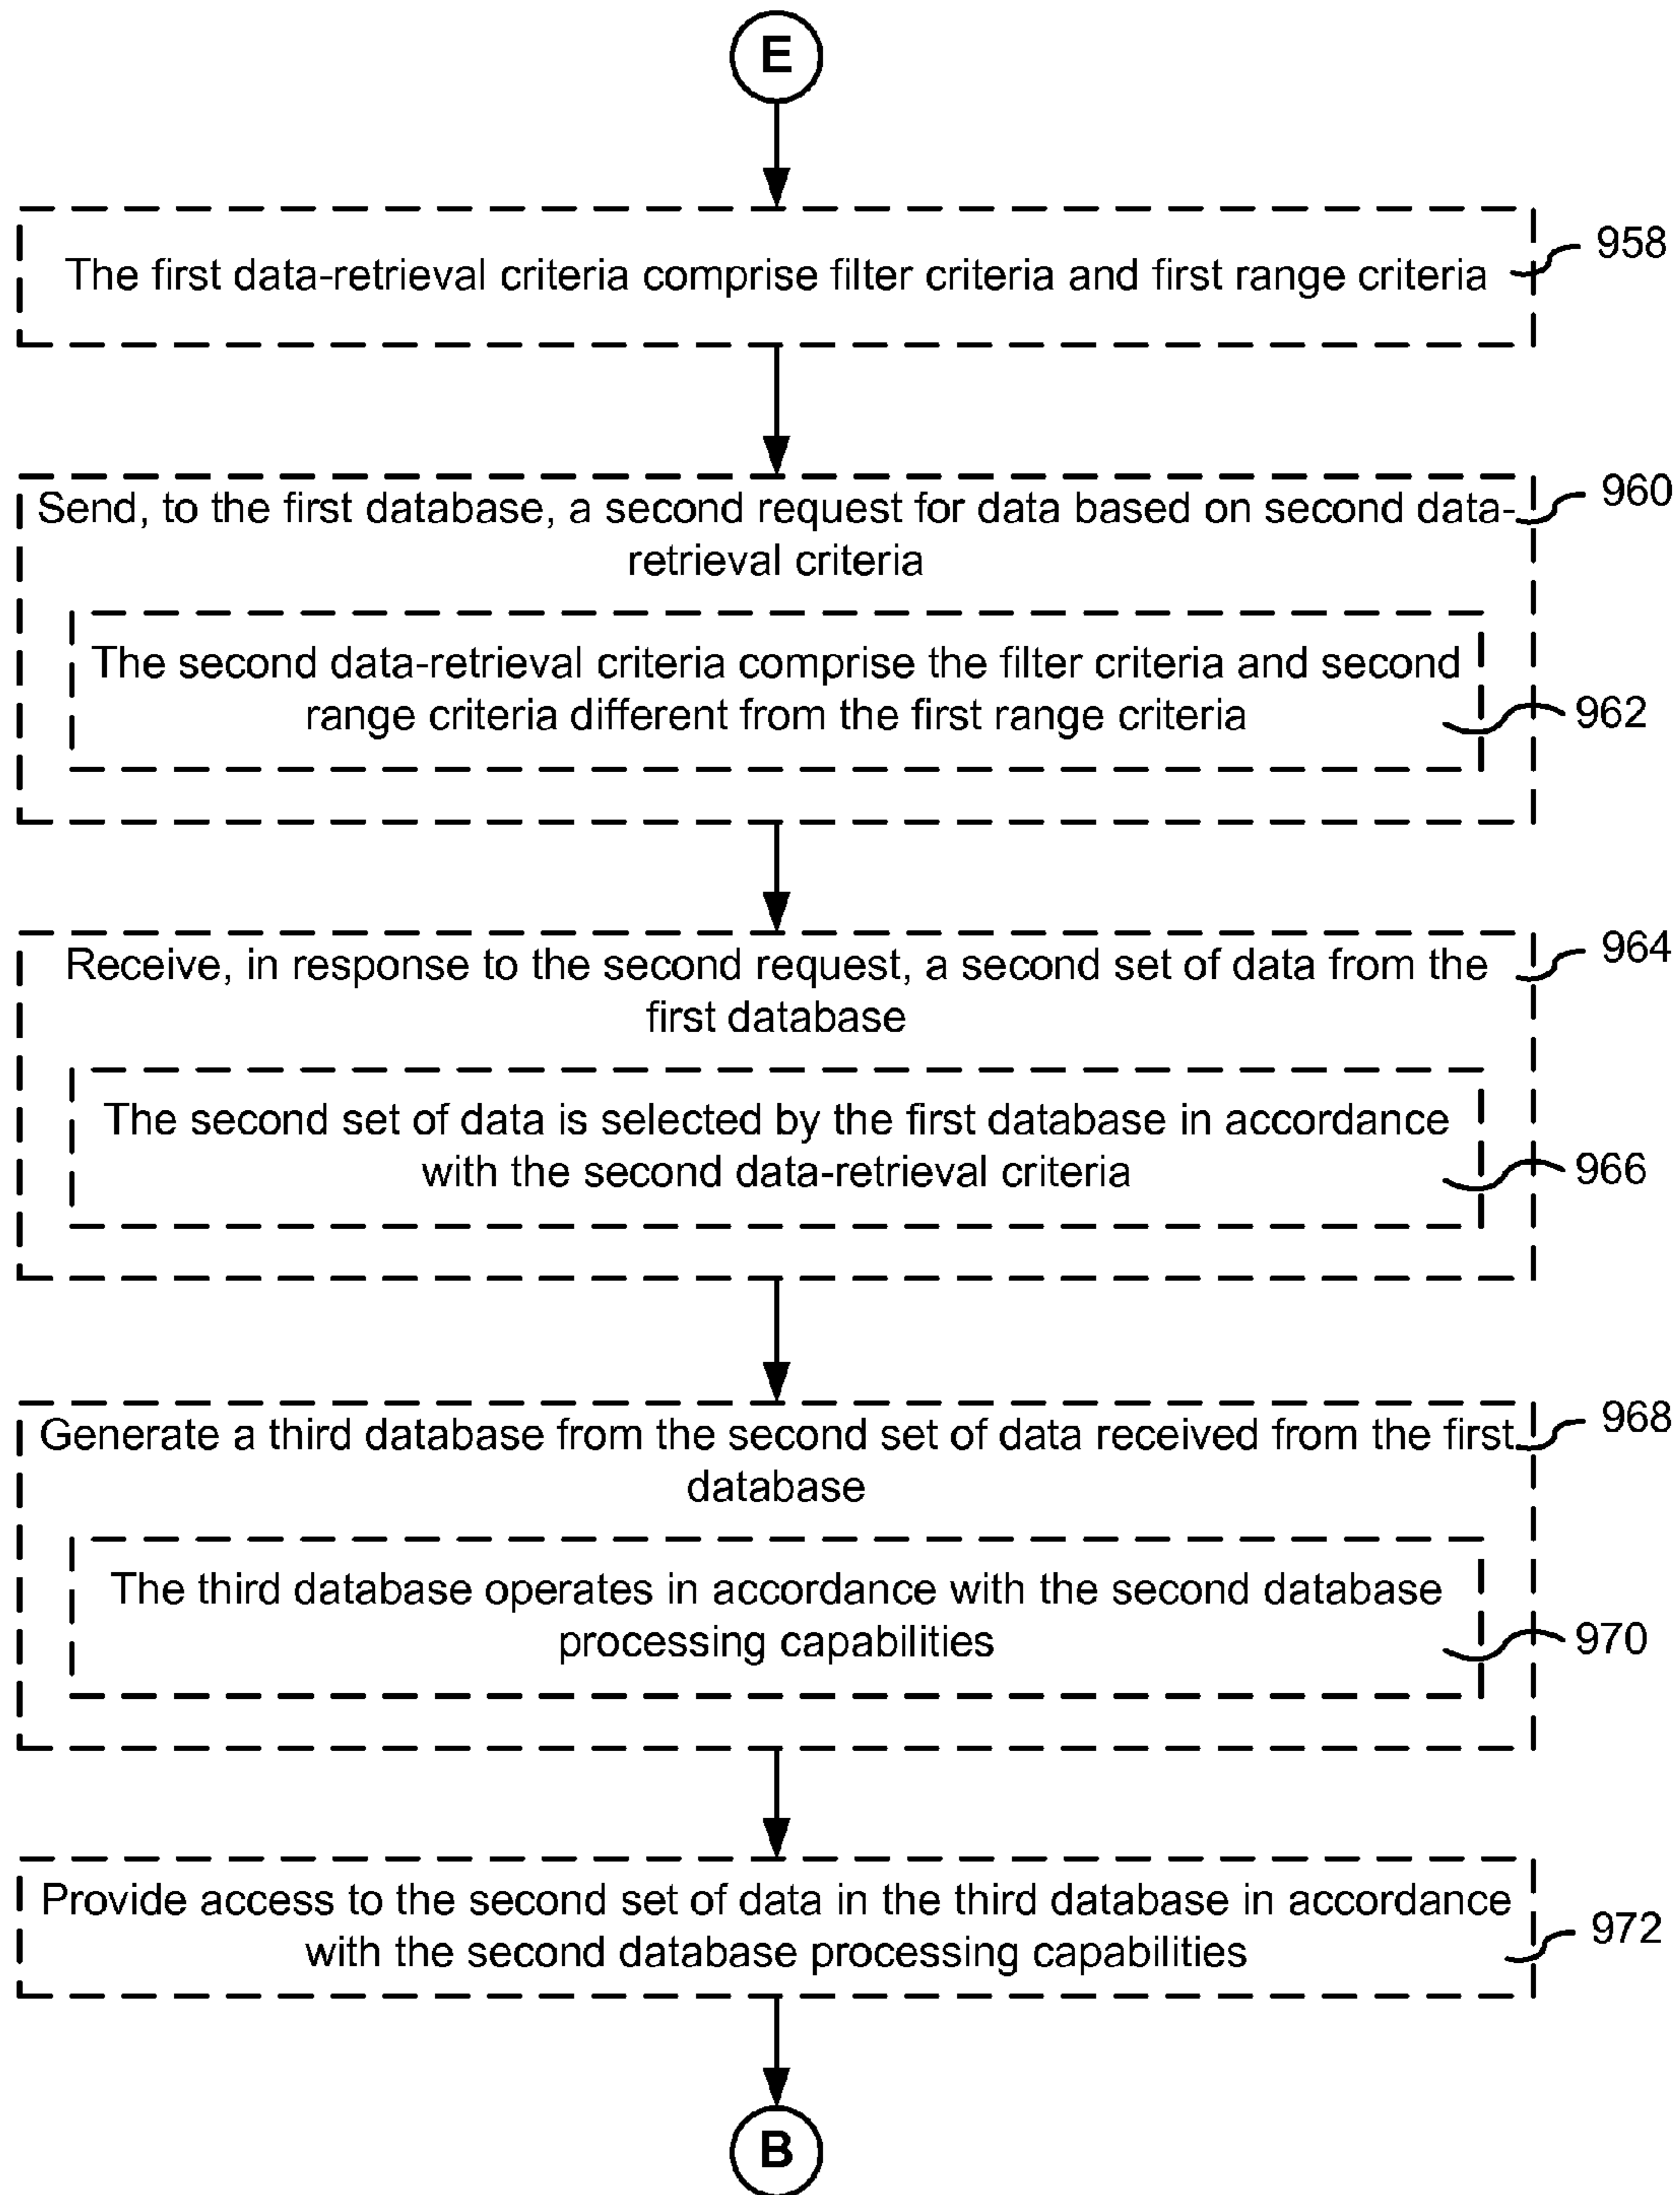 E
The first data-retrieval criteria comprise filter criteria and first range criteria
958
Send, to the first database, a second request for data based on second data-
retrieval criteria
960
The second data-retrieval criteria comprise the filter criteria and second
range criteria different from the first range criteria
962
Receive, in response to the second request, a second set of data from the
first database
964
The second set of data is selected by the first database in accordance
with the second data-retrieval criteria
966
Generate a third database from the second set of data received from the first
database
968
The third database operates in accordance with the second database
processing capabilities
970
Provide access to the second set of data in the third database in accordance
with the second database processing capabilities
972
B